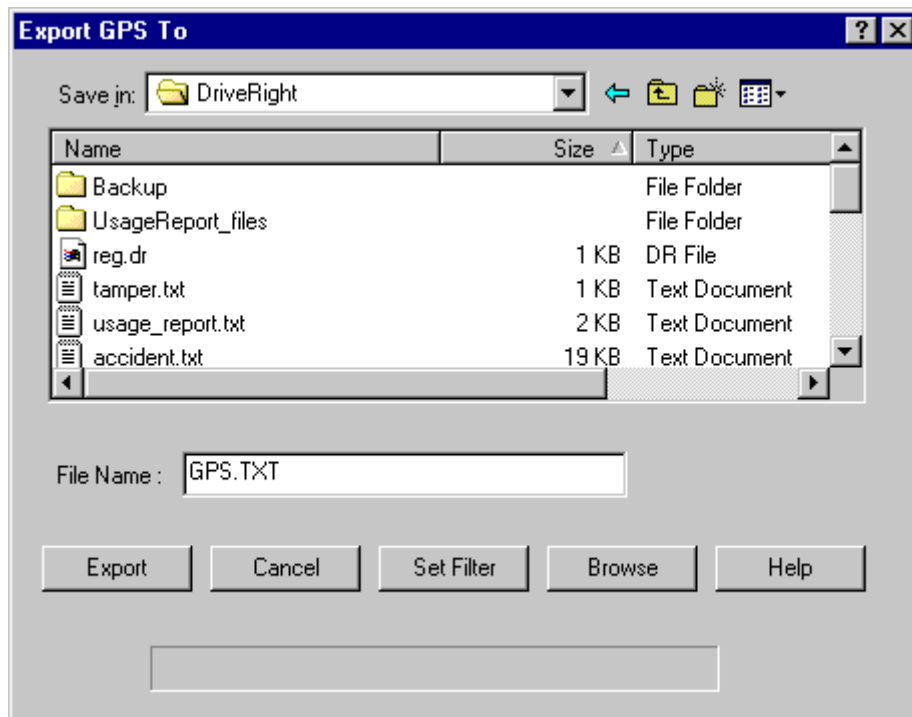 Export GPS To
Save in: DriveRight
Name Size Type
Backup File Folder
UsageReport_files File Folder
reg.dr 1 KB DR File
tamper.txt 1 KB Text Document
usage_report.txt 2 KB Text Document
accident.txt 19 KB Text Document
File Name : GPS.TXT
Export Cancel Set Filter Browse Help